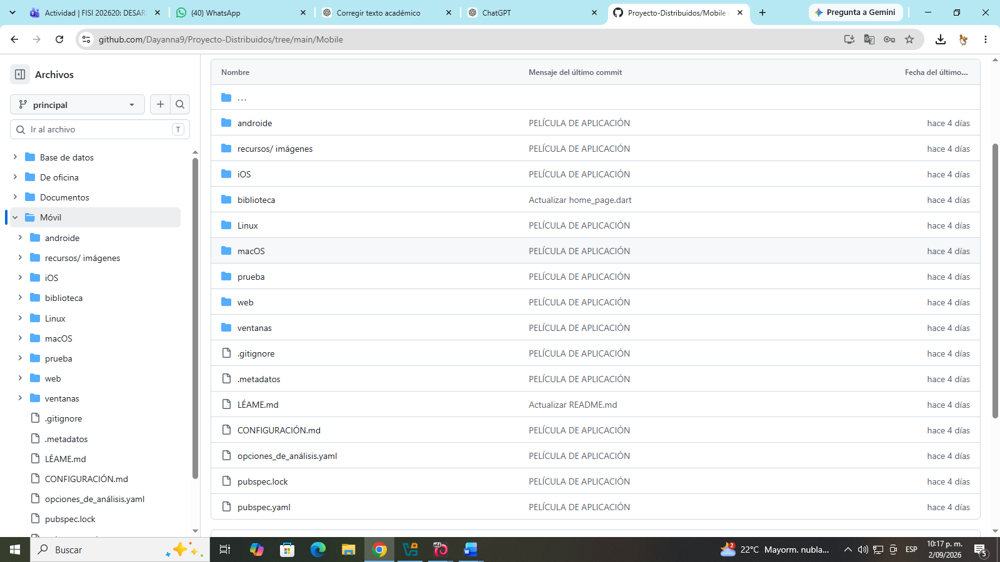 Actividad | FISI 202620: DESAR
(40) WhatsApp
Corregir texto académico
ChatGPT
Proyecto-Distribuidos/Mobile
Pregunta a Gemini
github.com/Dayanna9/Proyecto-Distribuidos/tree/main/Mobile
Archivos
principal
Ir al archivo
T
Base de datos
De oficina
Documentos
Móvil
androide
recursos/ imágenes
iOS
biblioteca
Linux
macOS
prueba
web
ventanas
.gitignore
.metadatos
LÉAME.md
CONFIGURACIÓN.md
opciones_de_análisis.yaml
pubspec.lock
Nombre Mensaje del último commit Fecha del último...
...
androide PELÍCULA DE APLICACIÓN hace 4 días
recursos/ imágenes PELÍCULA DE APLICACIÓN hace 4 días
iOS PELÍCULA DE APLICACIÓN hace 4 días
biblioteca Actualizar home_page.dart hace 4 días
Linux PELÍCULA DE APLICACIÓN hace 4 días
macOS PELÍCULA DE APLICACIÓN hace 4 días
prueba PELÍCULA DE APLICACIÓN hace 4 días
web PELÍCULA DE APLICACIÓN hace 4 días
ventanas PELÍCULA DE APLICACIÓN hace 4 días
.gitignore PELÍCULA DE APLICACIÓN hace 4 días
.metadatos PELÍCULA DE APLICACIÓN hace 4 días
LÉAME.md Actualizar README.md hace 4 días
CONFIGURACIÓN.md PELÍCULA DE APLICACIÓN hace 4 días
opciones_de_análisis.yaml PELÍCULA DE APLICACIÓN hace 4 días
pubspec.lock PELÍCULA DE APLICACIÓN hace 4 días
pubspec.yaml PELÍCULA DE APLICACIÓN hace 4 días
Buscar
2
22°C Mayorm. nubla...
ESP
10:17 p. m.
2/09/2026
5